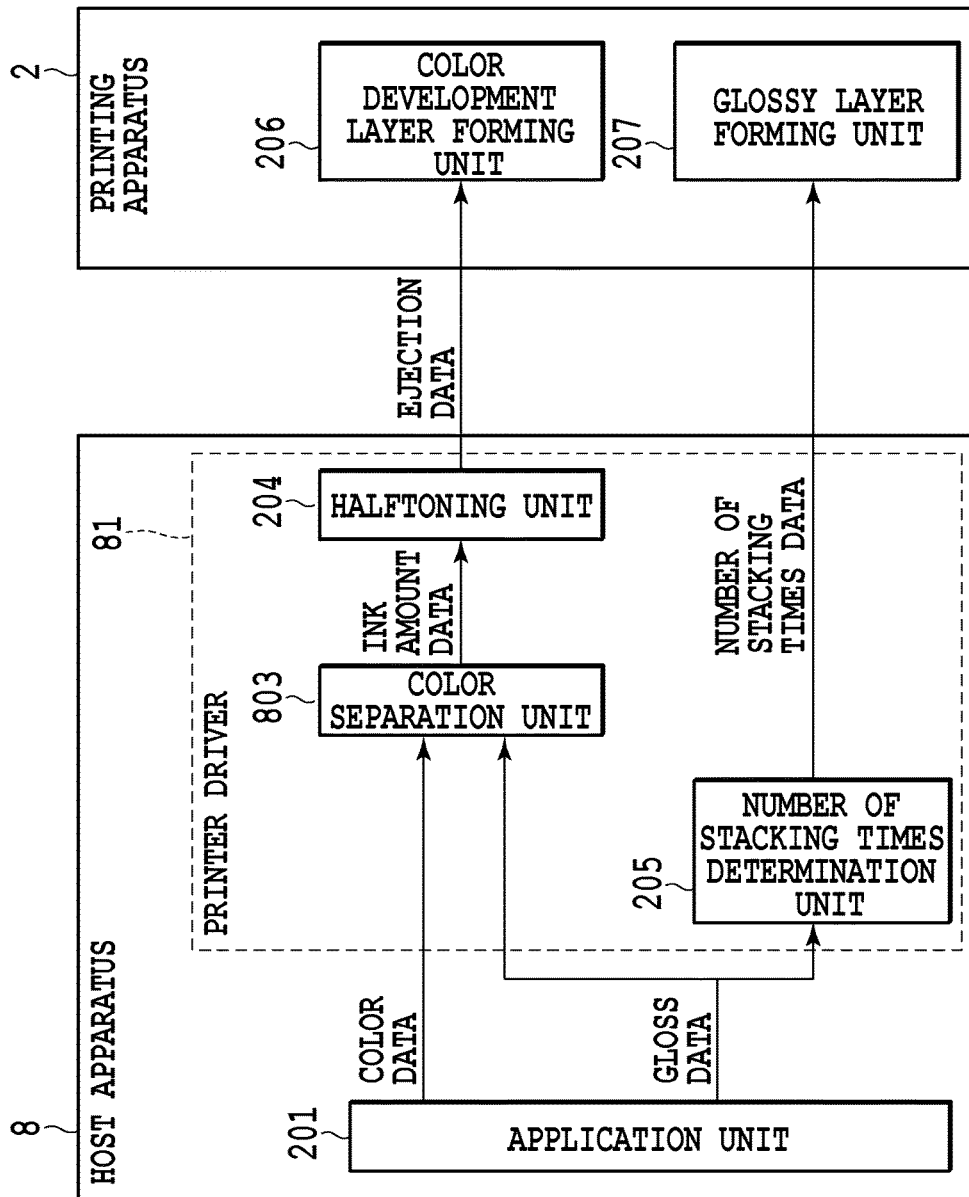 8
HOST APPARATUS
201
APPLICATION UNIT
COLOR
DATA
GLOSS
DATA
81
PRINTER DRIVER
803
COLOR
SEPARATION UNIT
INK
AMOUNT
DATA
204
HALFTONING UNIT
205
NUMBER OF
STACKING TIMES
DETERMINATION
UNIT
NUMBER OF
STACKING
TIMES DATA
EJECTION
DATA
2
PRINTING
APPARATUS
206
COLOR
DEVELOPMENT
LAYER FORMING
UNIT
207
GLOSSY LAYER
FORMING UNIT